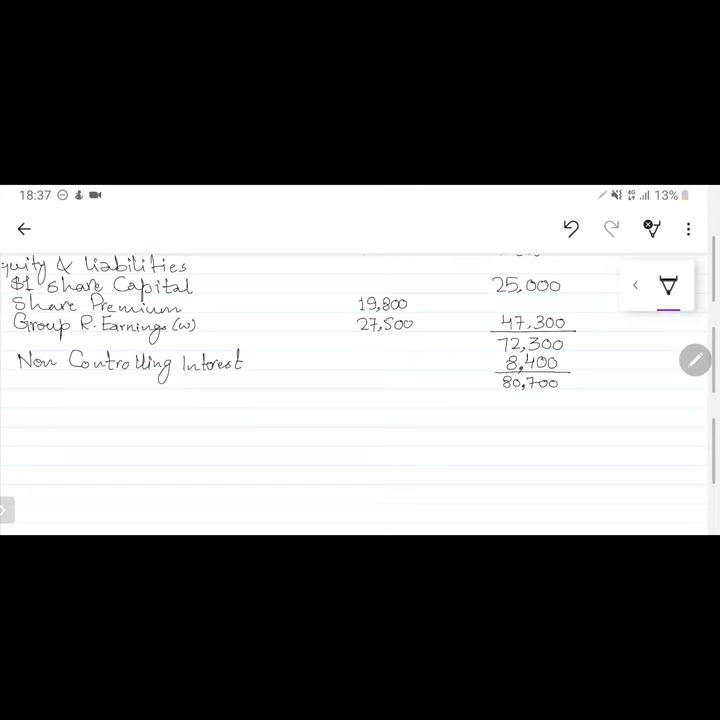 18:37 4G 13%
quity & liabilities
$1 Share Capital 25,000
Share Premium 19,800
Group R. Earnings (w) 27,500 47,300
72,300
Non Controlling Interest 8,400
80,700